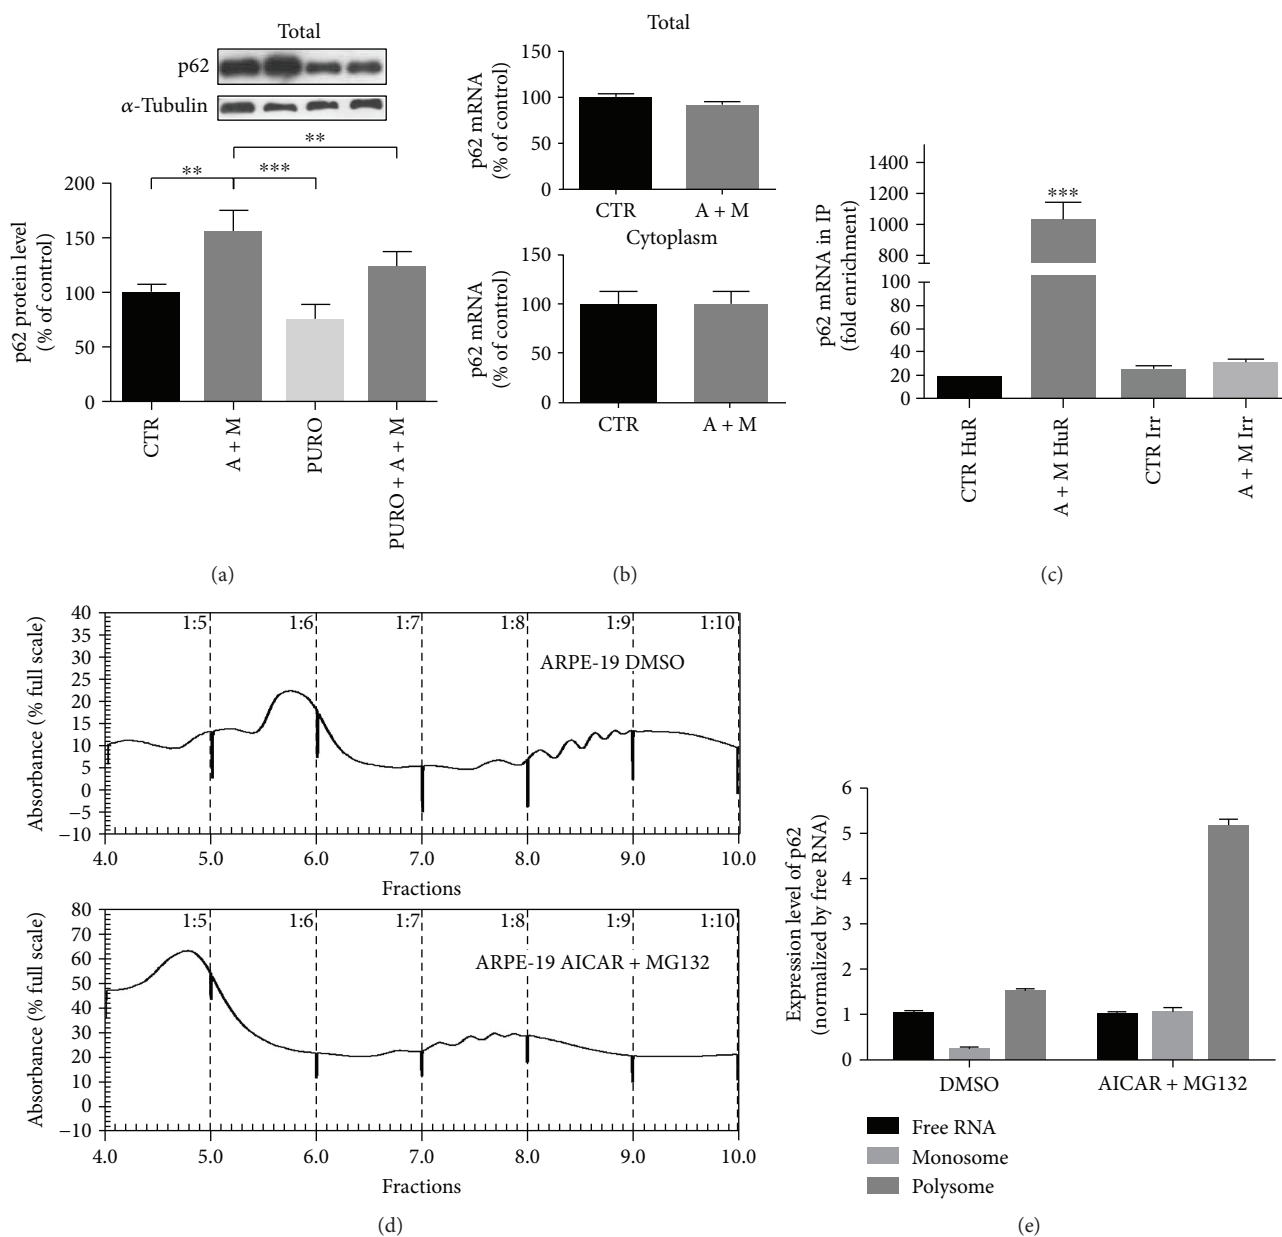 Total
p62
α-Tubulin
**
**
***
200
150
100
50
0
p62 protein level
(% of control)
CTR
A + M
PURO
PURO + A + M
(a)
Total
150
100
50
0
p62 mRNA
(% of control)
CTR
A + M
Cytoplasm
150
100
50
0
p62 mRNA
(% of control)
CTR
A + M
(b)
1400
1200
1000
800
100
80
60
40
20
0
p62 mRNA in IP
(fold enrichment)
***
CTR HuR
A + M HuR
CTR Irr
A + M Irr
(c)
40
35
30
25
20
15
10
5
0
−5
−10
Absorbance (% full scale)
1:5
1:6
1:7
1:8
1:9
1:10
ARPE-19 DMSO
4.0
5.0
6.0
7.0
8.0
9.0
10.0
Fractions
80
70
60
50
40
30
20
10
0
−10
Absorbance (% full scale)
1:5
1:6
1:7
1:8
1:9
1:10
ARPE-19 AICAR + MG132
4.0
5.0
6.0
7.0
8.0
9.0
10.0
Fractions
(d)
6
5
4
3
2
1
0
Expression level of p62
(normalized by free RNA)
DMSO
AICAR + MG132
Free RNA
Monosome
Polysome
(e)